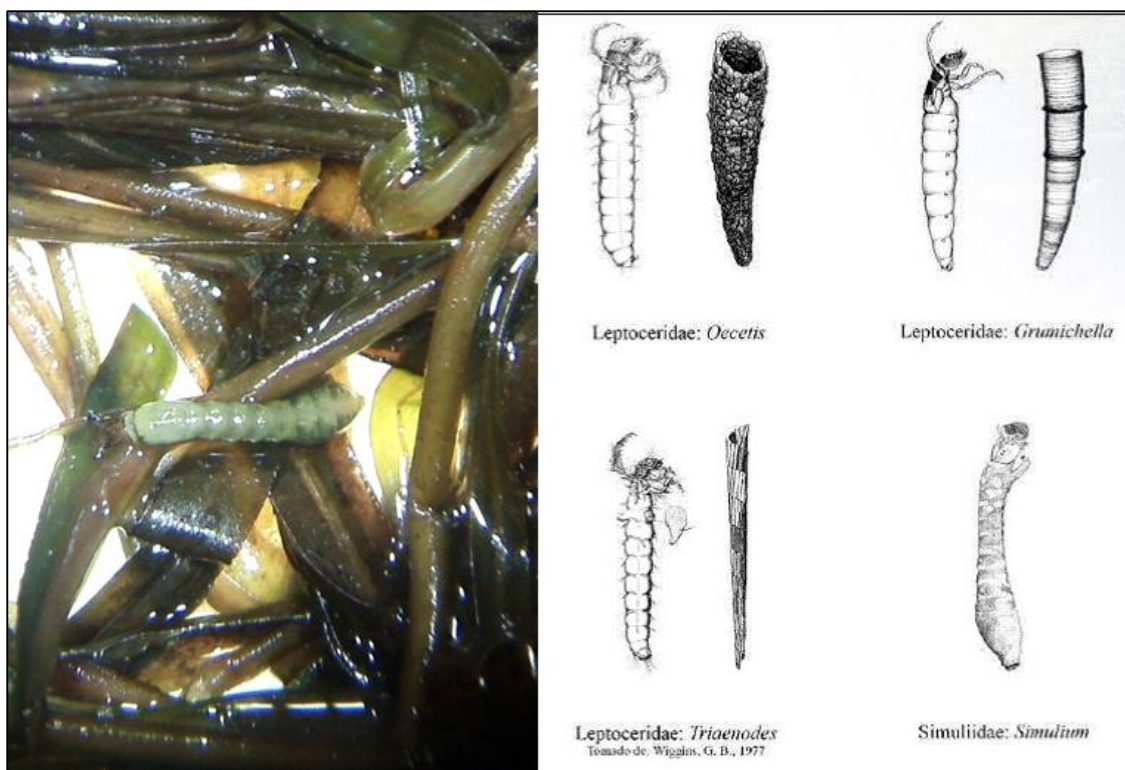 Leptoceridae: Oecetis
Leptoceridae: Grumichella
Leptoceridae: Triaenodes
Tomado de, Wiggins, G. B., 1977
Simuliidae: Simulium